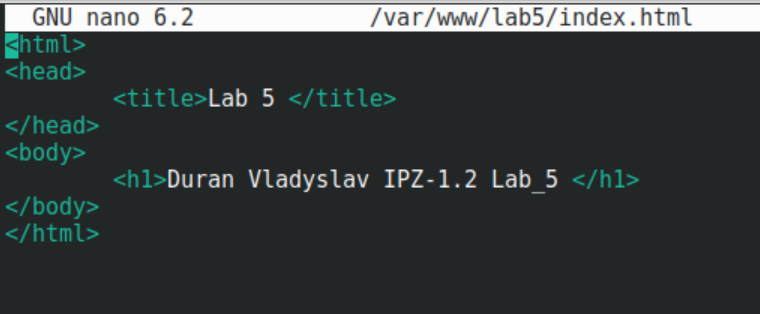 GNU nano 6.2 /var/www/lab5/index.html
<html>
<head>
<title>Lab 5 </title>
</head>
<body>
<h1>Duran Vladyslav IPZ-1.2 Lab_5 </h1>
</body>
</html>